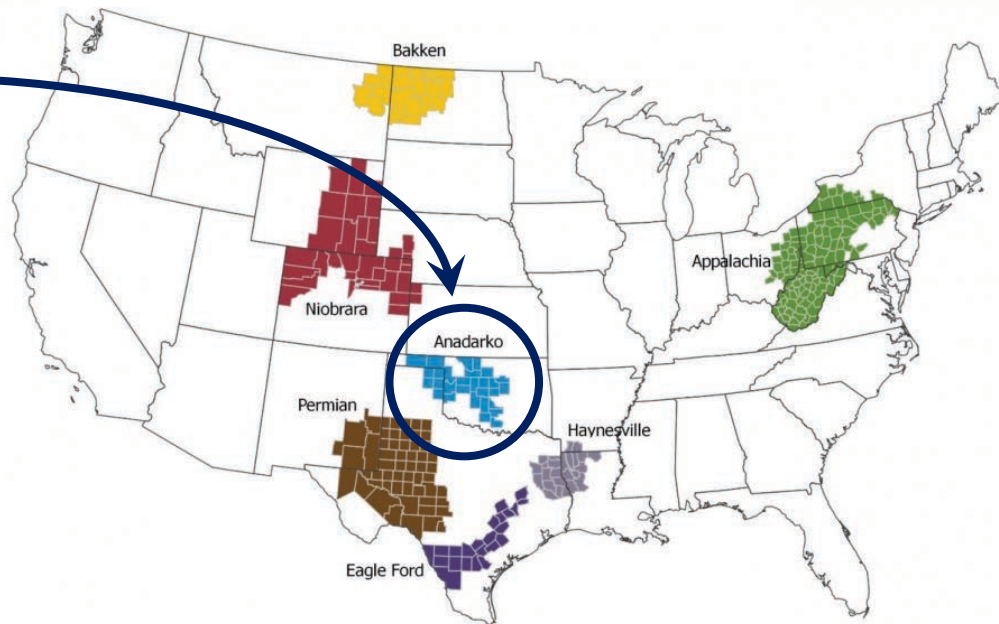 Bakken
Appalachia
Niobrara
Anadarko
Permian
Haynesville
Eagle Ford